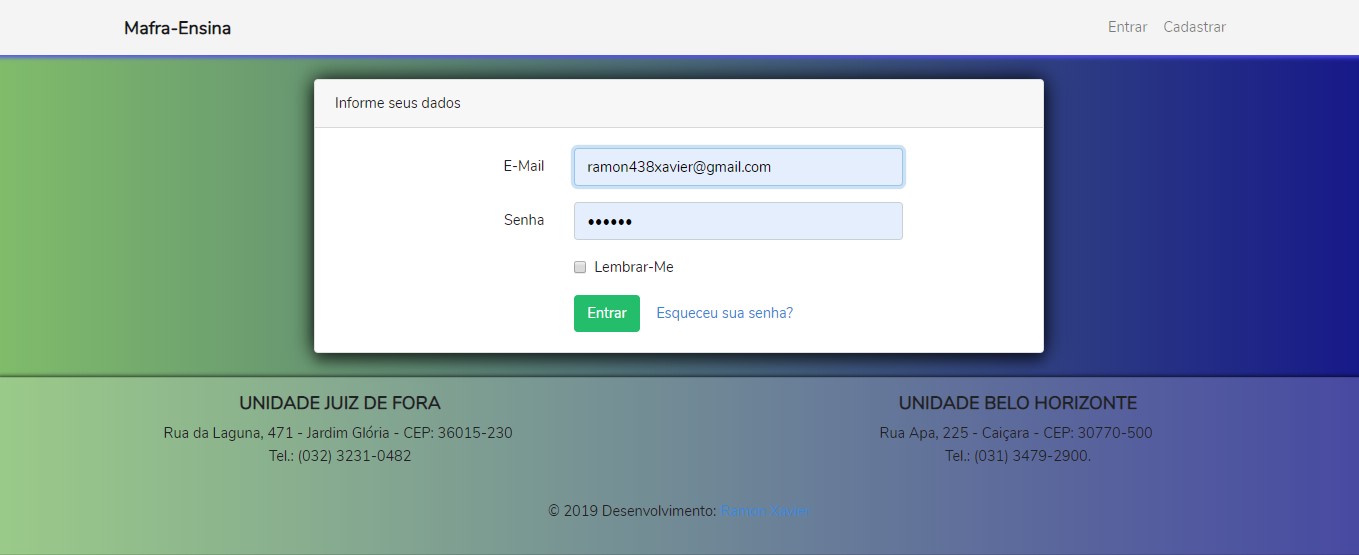 Mafra-Ensina
Entrar Cadastrar
Informe seus dados
E-Mail ramon438xavier@gmail.com
Senha ••••••
Lembrar-Me
Entrar Esqueceu sua senha?
UNIDADE JUIZ DE FORA
Rua da Laguna, 471 - Jardim Glória - CEP: 36015-230
Tel.: (032) 3231-0482
UNIDADE BELO HORIZONTE
Rua Apa, 225 - Caiçara - CEP: 30770-500
Tel.: (031) 3479-2900.
© 2019 Desenvolvimento: Ramon Xavier